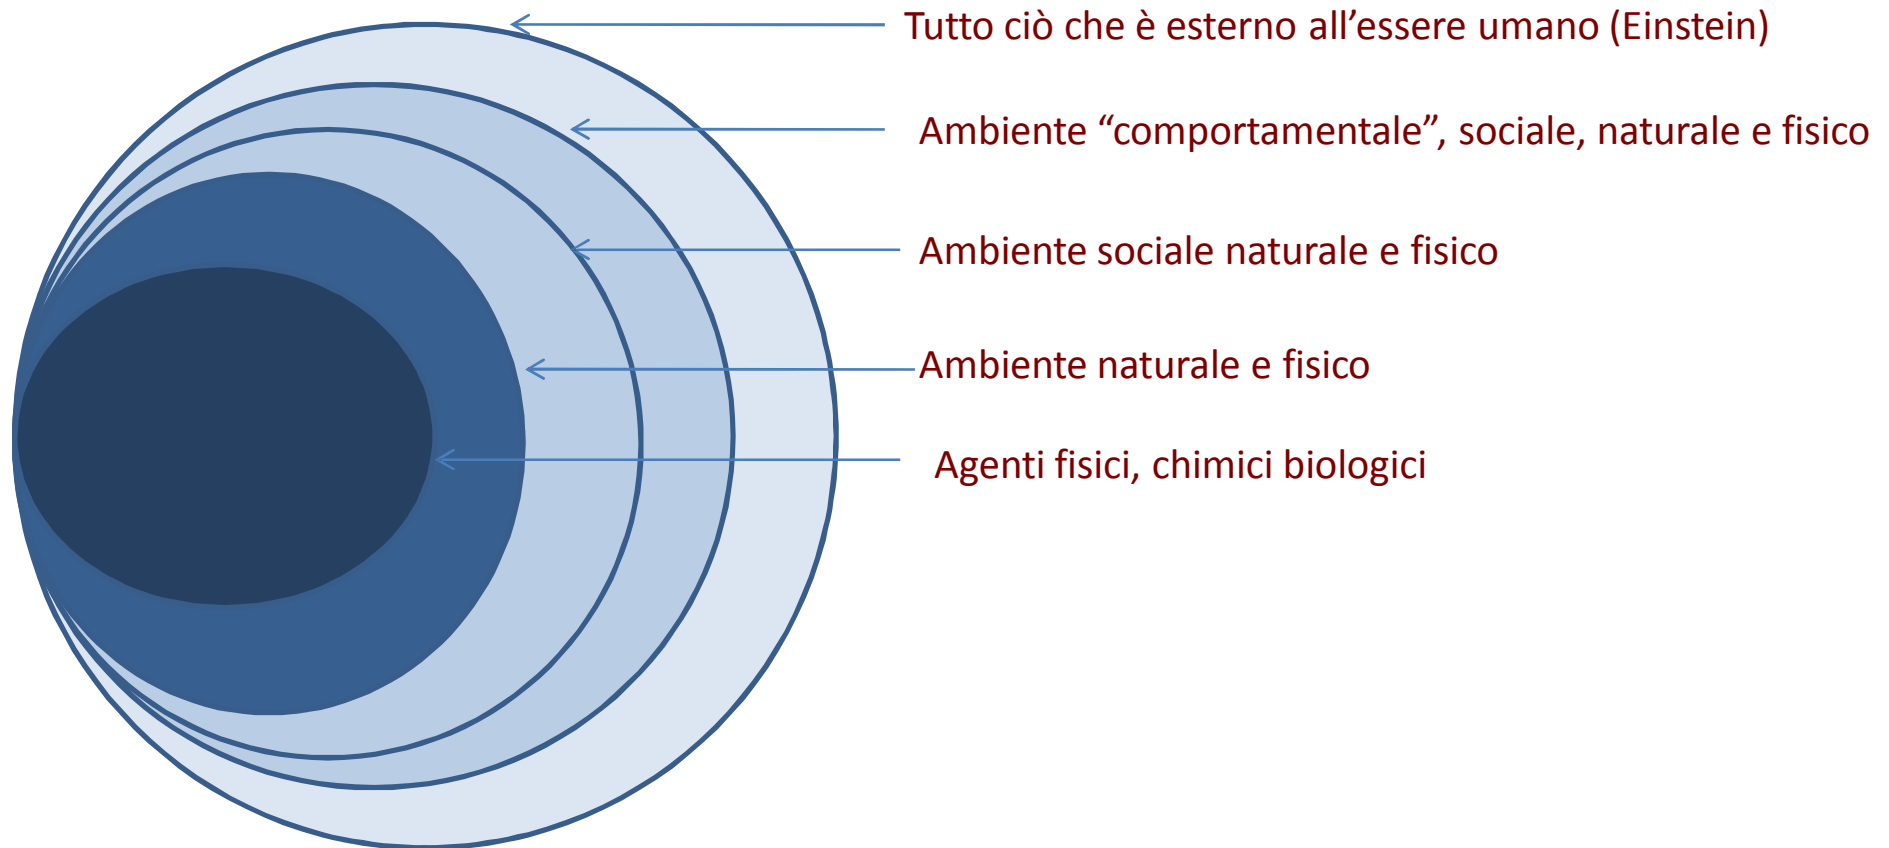 Tutto ciò che è esterno all’essere umano (Einstein)
Ambiente “comportamentale”, sociale, naturale e fisico
Ambiente sociale naturale e fisico
Ambiente naturale e fisico
Agenti fisici, chimici biologici